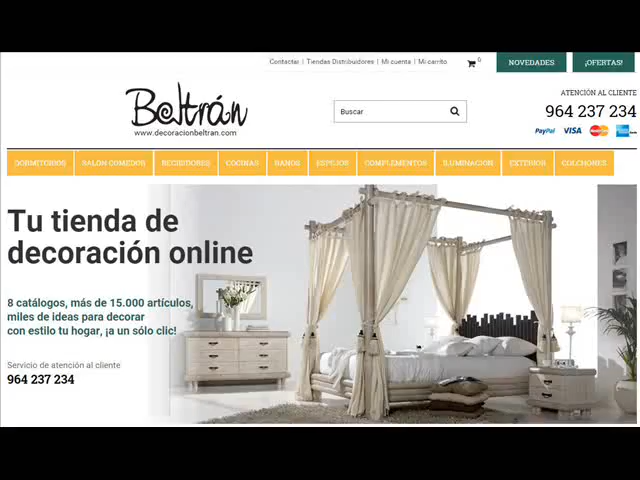 Contactar | Tiendas Distribuidores | Mi cuenta | Mi carrito 0 NOVEDADES ¡OFERTAS!
Beltrán
www.decoracionbeltran.com
Buscar
ATENCIÓN AL CLIENTE
964 237 234
PayPal VISA MasterCard
DORMITORIOS SALÓN COMEDOR RECIBIDORES COCINAS BAÑOS ESPEJOS COMPLEMENTOS ILUMINACIÓN EXTERIOR COLCHONES
Tu tienda de
decoración online
8 catálogos, más de 15.000 artículos,
miles de ideas para decorar
con estilo tu hogar, ¡a un sólo clic!
Servicio de atención al cliente
964 237 234